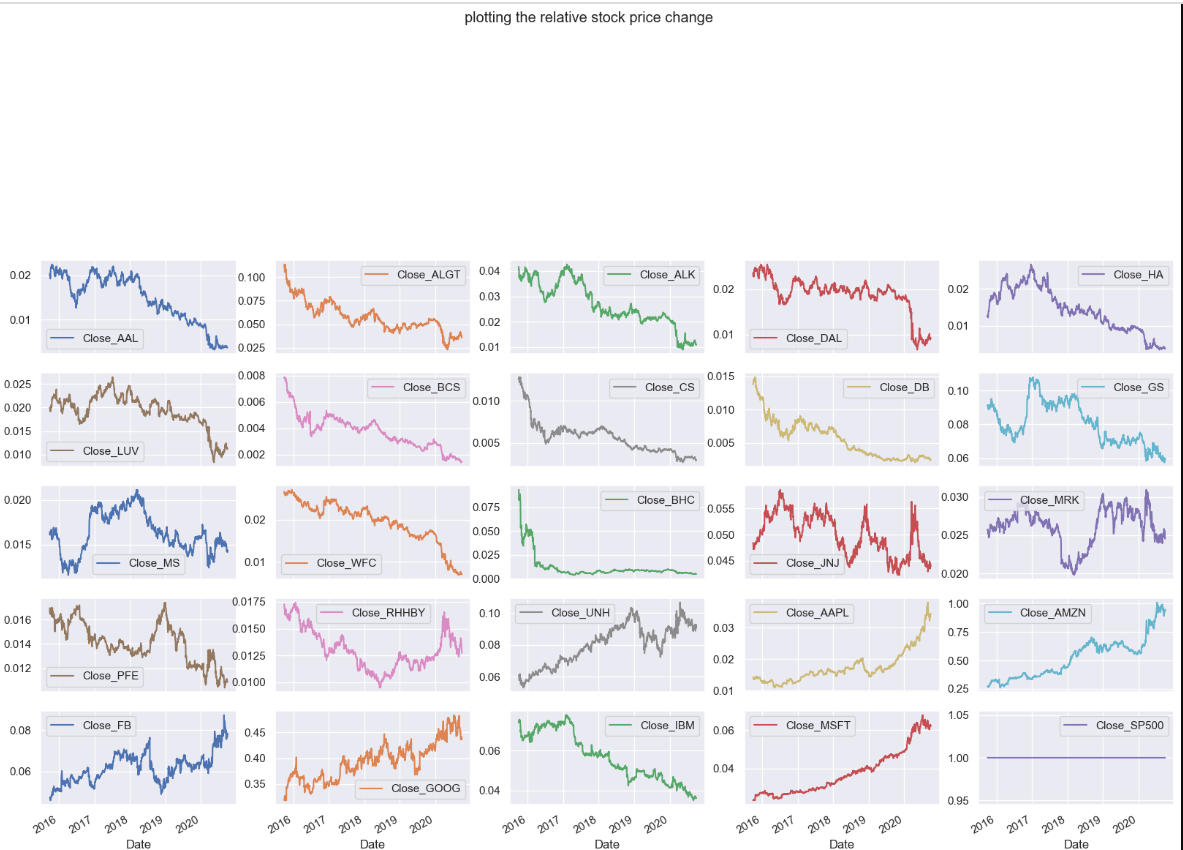 plotting the relative stock price change
0.02
0.01
Close_AAL
0.100
0.075
0.050
0.025
Close_ALGT
0.04
0.03
0.02
0.01
Close_ALK
0.02
0.01
Close_DAL
0.02
0.01
Close_HA
0.025
0.020
0.015
0.010
Close_LUV
0.008
0.006
0.004
0.002
Close_BCS
0.010
0.005
Close_CS
0.015
0.010
0.005
Close_DB
0.10
0.08
0.06
Close_GS
0.020
0.015
Close_MS
0.02
0.01
Close_WFC
0.075
0.050
0.025
0.000
Close_BHC
0.055
0.050
0.045
Close_JNJ
0.030
0.025
0.020
Close_MRK
0.016
0.014
0.012
Close_PFE
0.0175
0.0150
0.0125
0.0100
Close_RHHBY
0.10
0.08
0.06
Close_UNH
0.03
0.02
0.01
Close_AAPL
1.00
0.75
0.50
0.25
Close_AMZN
0.08
0.06
Close_FB
2016 2017 2018 2019 2020
Date
0.45
0.40
0.35
Close_GOOG
2016 2017 2018 2019 2020
Date
0.06
0.04
Close_IBM
2016 2017 2018 2019 2020
Date
0.06
0.04
Close_MSFT
2016 2017 2018 2019 2020
Date
1.05
1.00
0.95
Close_SP500
2016 2017 2018 2019 2020
Date